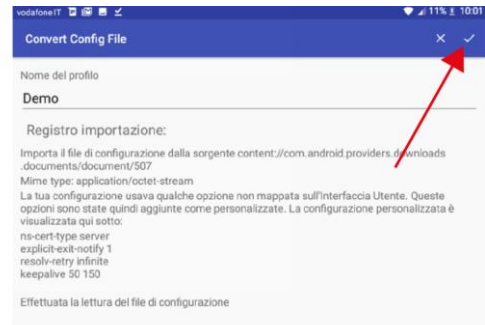 vodafone IT 11% 10:01
Convert Config File
Nome del profilo
Demo
Registro importazione:
Importa il file di configurazione dalla sorgente content://com.android.providers.downloads
.documents/document/507
Mime type: application/octet-stream
La tua configurazione usava qualche opzione non mappata sull'Interfaccia Utente. Queste
opzioni sono state quindi aggiunte come personalizzate. La configurazione personalizzata è
visualizzata qui sotto:
ns-cert-type server
explicit-exit-notify 1
resolv-retry infinite
keepalive 50 150
Effettuata la lettura del file di configurazione